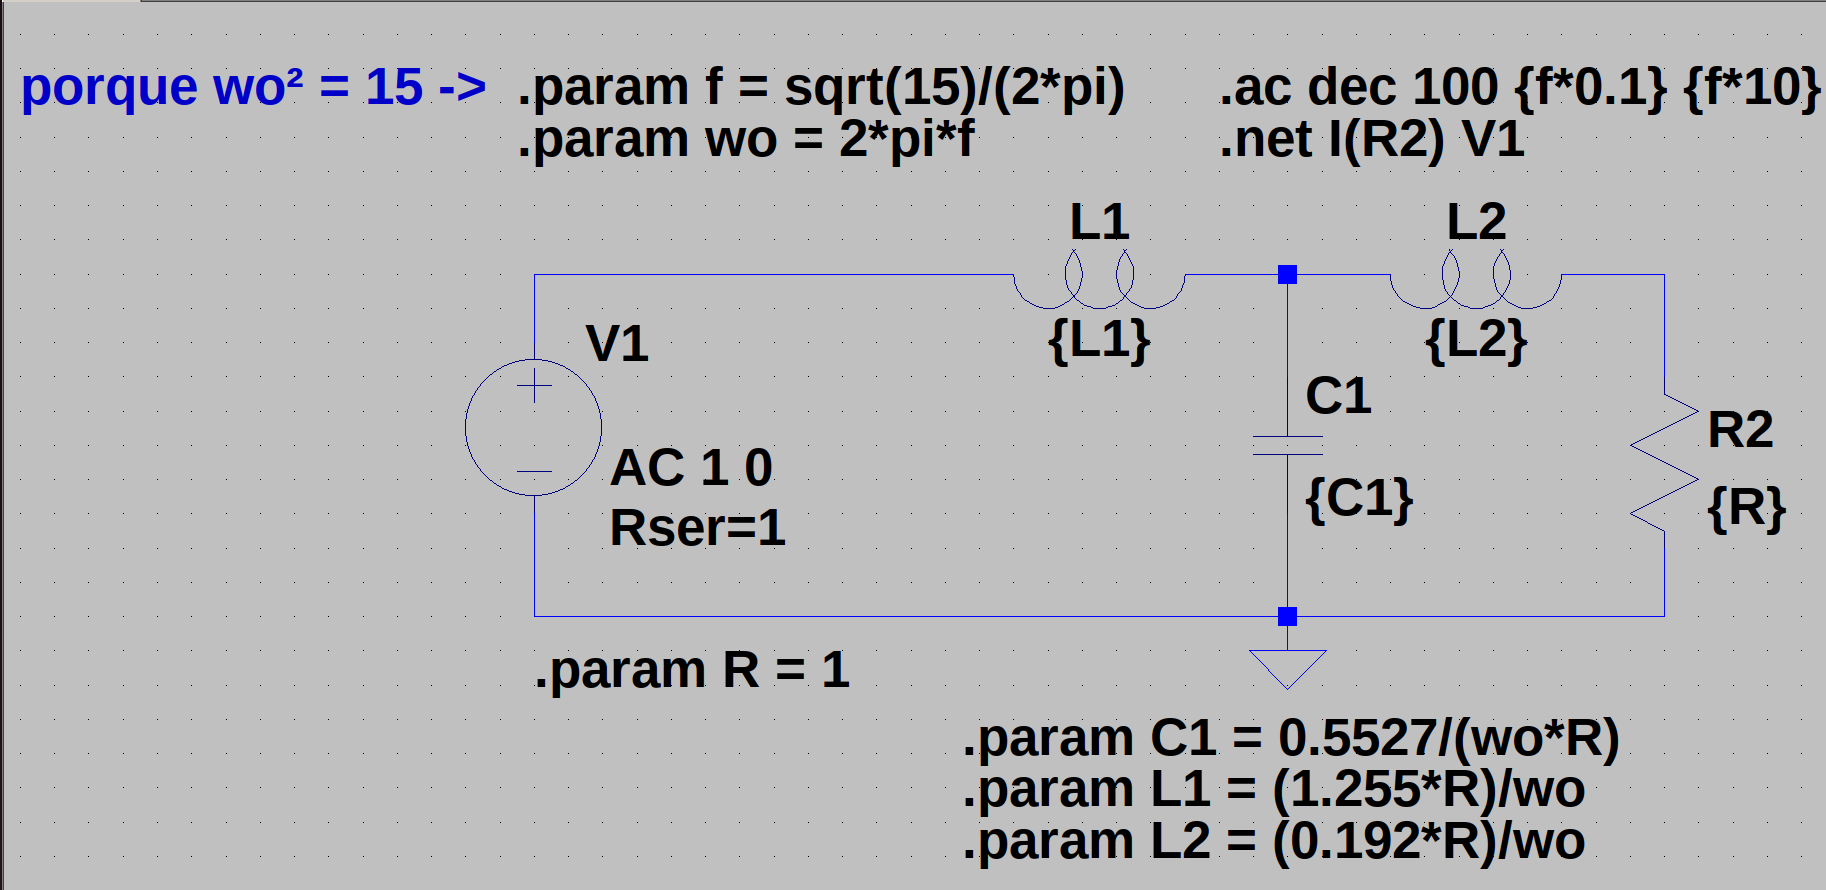 porque wo² = 15 -> .param f = sqrt(15)/(2*pi) .ac dec 100 {f*0.1} {f*10}
.param wo = 2*pi*f .net I(R2) V1
L1 L2
{L1} {L2}
V1
C1
R2
AC 1 0
{C1}
{R}
Rser=1
.param R = 1
.param C1 = 0.5527/(wo*R)
.param L1 = (1.255*R)/wo
.param L2 = (0.192*R)/wo